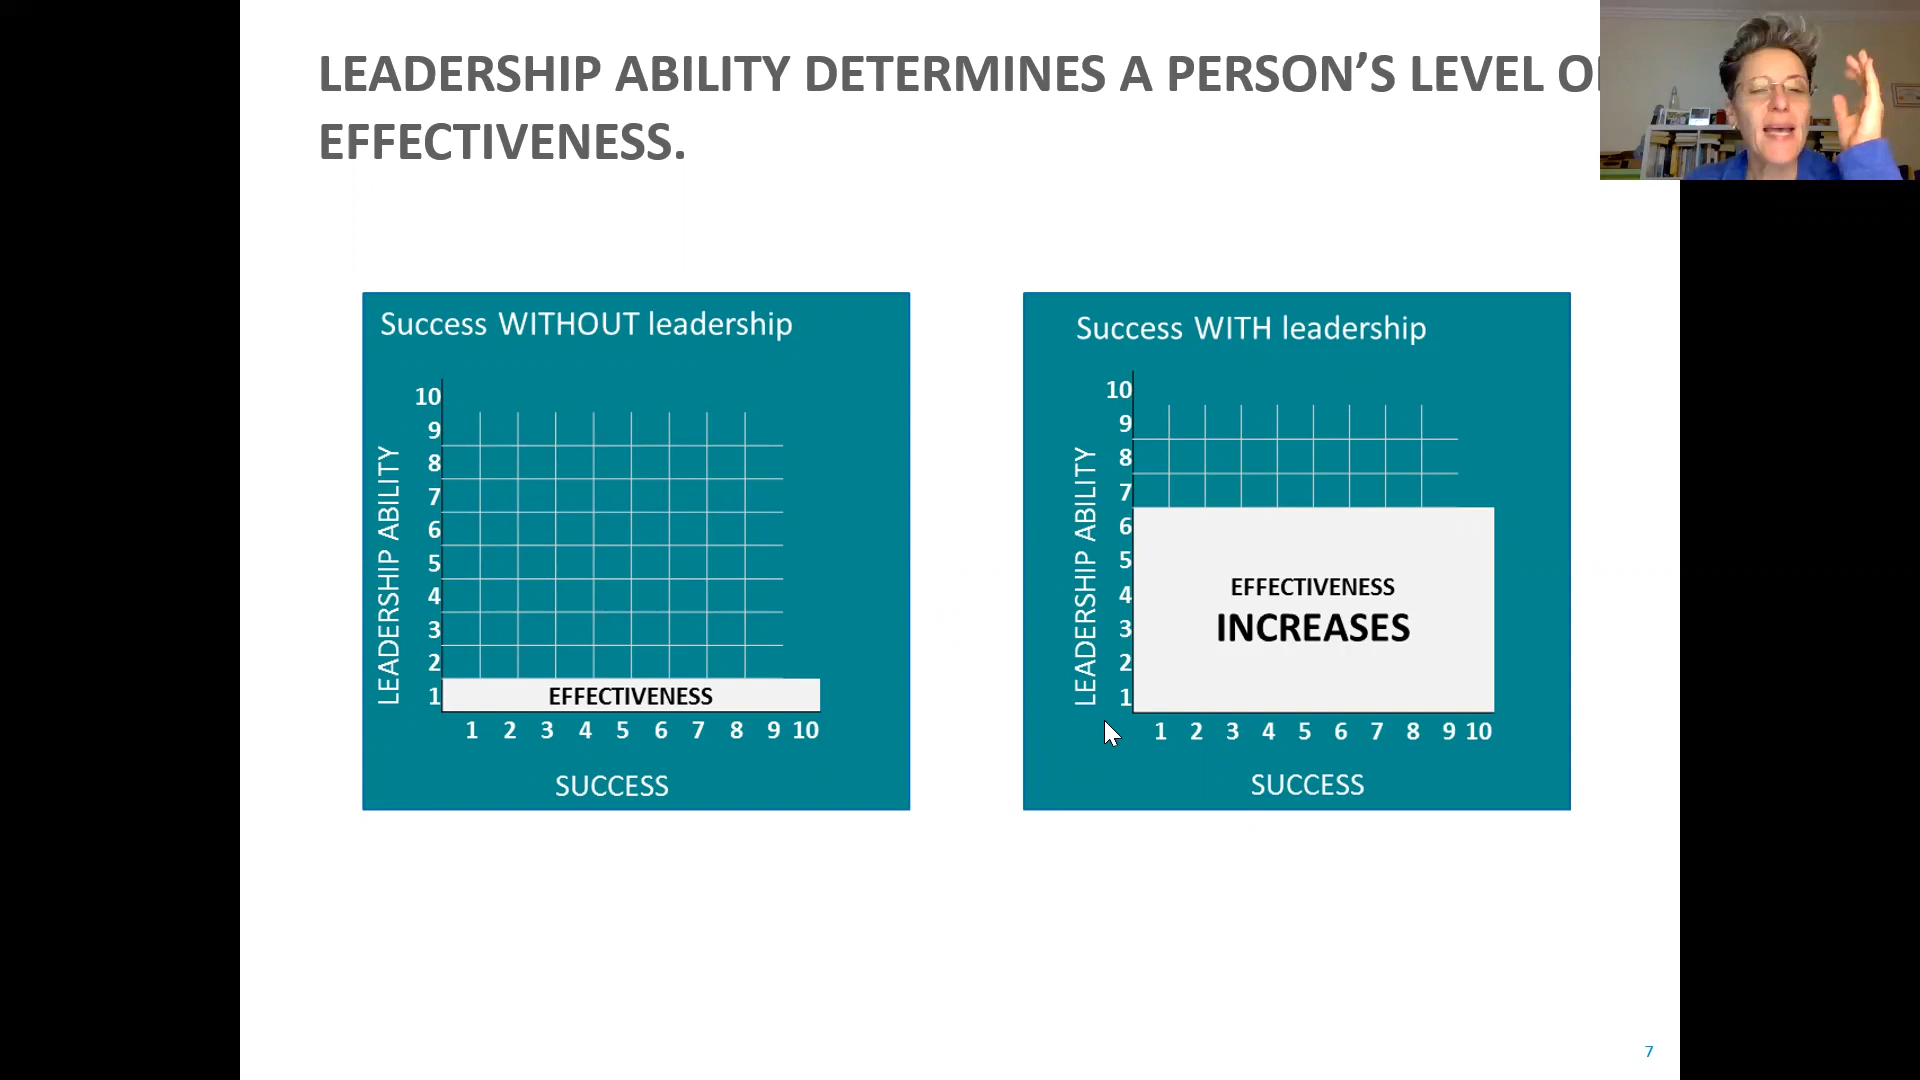 LEADERSHIP ABILITY DETERMINES A PERSON’S LEVEL
EFFECTIVENESS.
Success WITHOUT leadership
LEADERSHIP ABILITY
10
9
8
7
6
5
4
3
2
1
EFFECTIVENESS
1 2 3 4 5 6 7 8 9 10
SUCCESS
Success WITH leadership
LEADERSHIP ABILITY
10
9
8
7
6
5
4
3
2
1
EFFECTIVENESS
INCREASES
1 2 3 4 5 6 7 8 9 10
SUCCESS
7